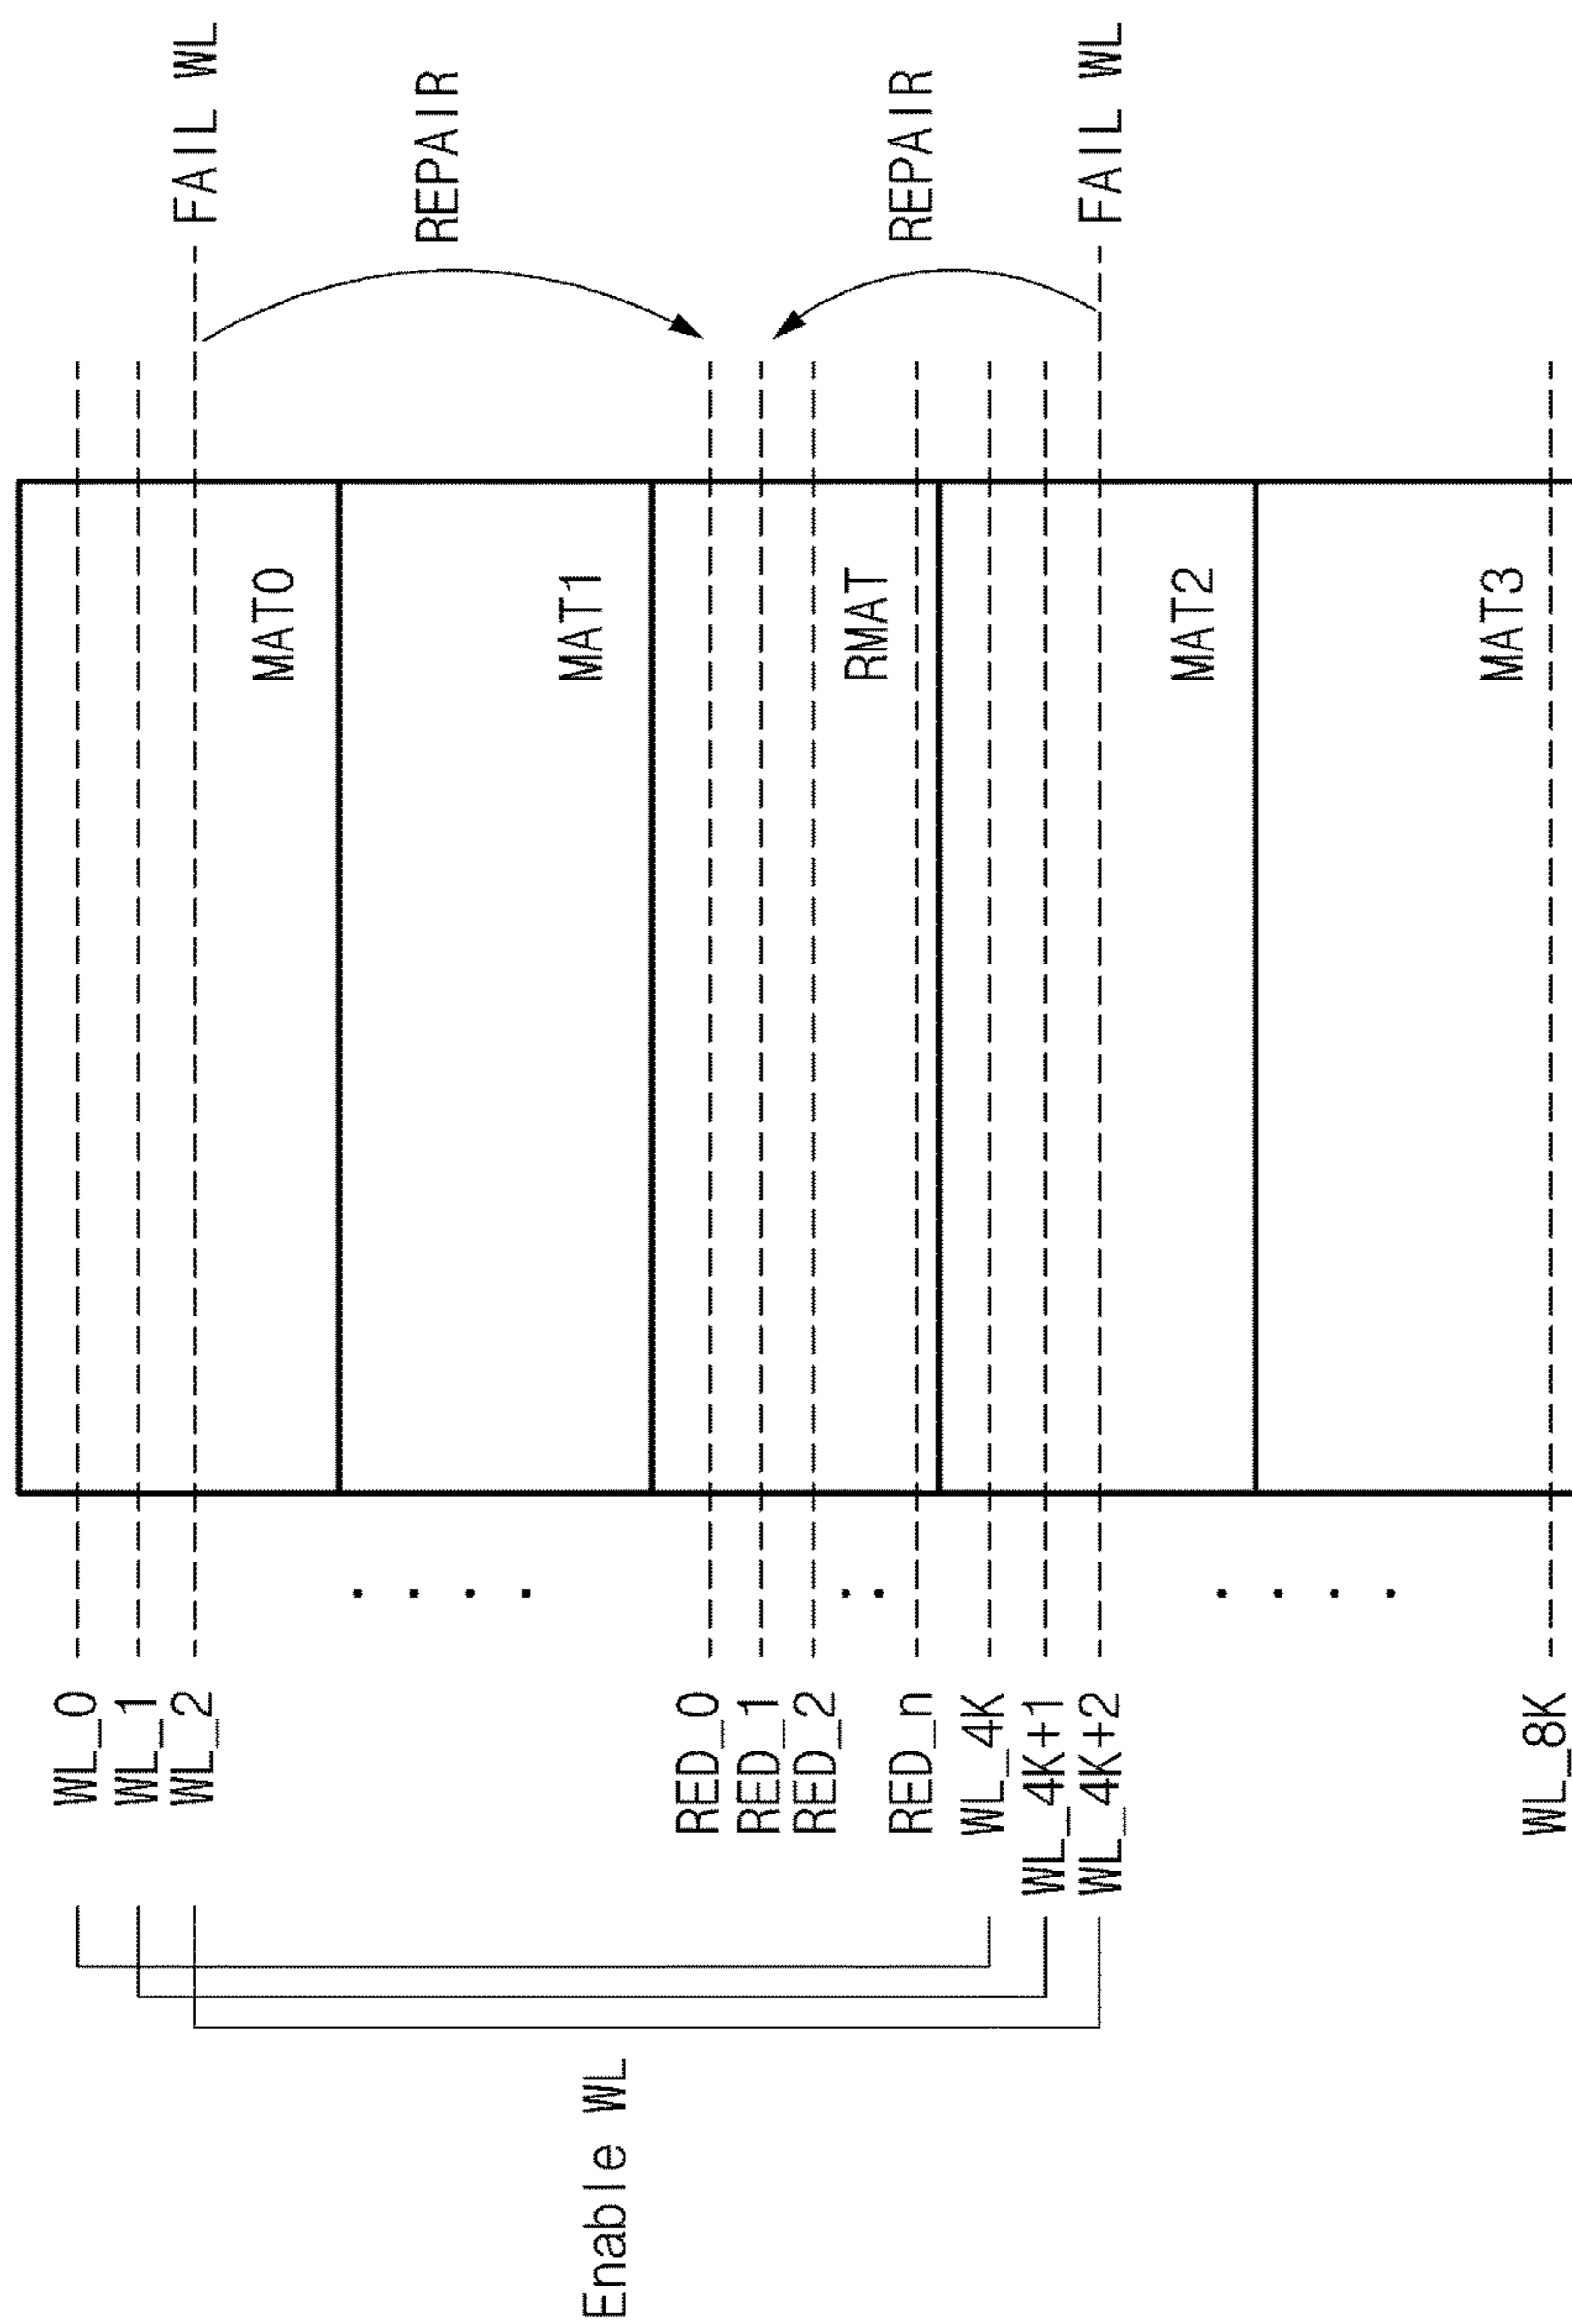 WL_0
WL_1
WL_2
FAIL WL
MAT0
REPAIR
MAT1
RED_0
RED_1
RED_2
RMAT
RED_n
REPAIR
WL_4K
WL_4K+1
WL_4K+2
FAIL WL
MAT2
MAT3
WL_8K
Enable WL